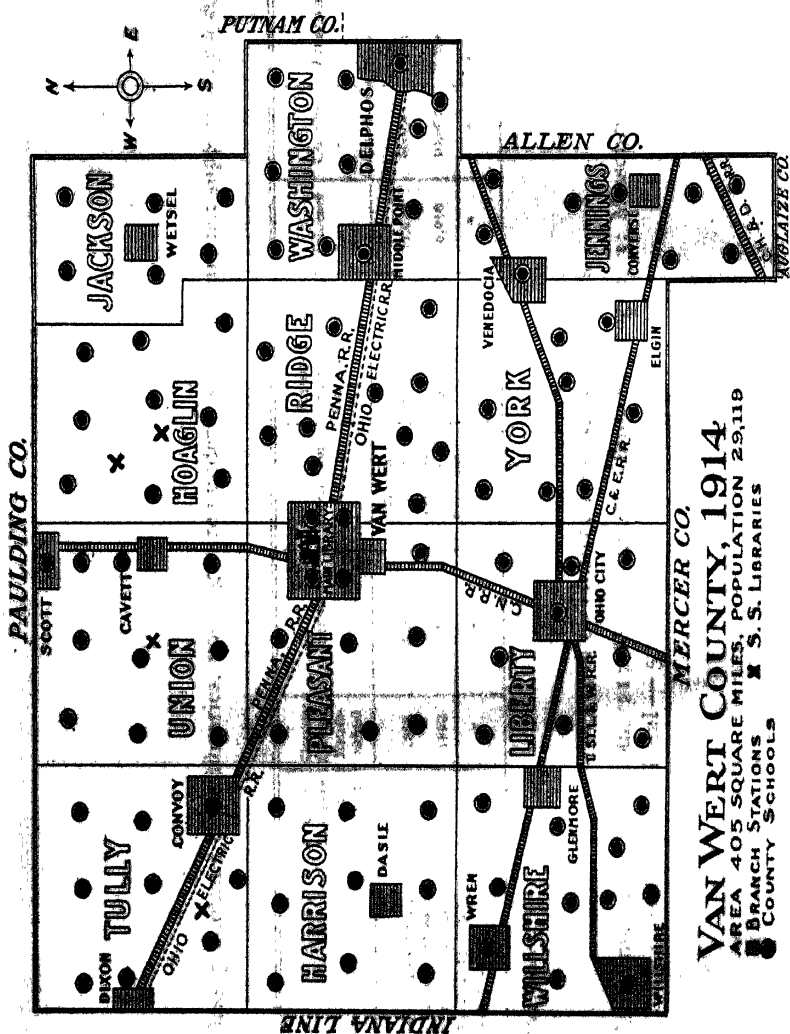 PUTNAM CO.
N
E
W
S
ALLEN CO.
AUGLAIZE CO.
JACKSON
WETSEL
WASHINGTON
DELPHOS
MIDDLE POINT
JENNINGS
CONVERSE
C.H. & D. R.R.
PAULDING CO.
HOAGLIN
RIDGE
PENNA. R.R.
OHIO ELECTRIC R.R.
VENEDOCIA
YORK
ELGIN
C. & E. R.R.
SCOTT
CAVETT
UNION
VAN WERT
LIBRARY
PLEASANT
PENNA. R.R.
C.N. R.R.
OHIO CITY
LIBERTY
MERCER CO.
CONVOY
TULLY
DIXON
OHIO ELECTRIC R.R.
HARRISON
DASIE
WREN
GLENMORE
WILLSHIRE
WILLSHIRE
INDIANA LINE
VAN WERT COUNTY, 1914
AREA 405 SQUARE MILES, POPULATION 29,119
BRANCH STATIONS X S. S. LIBRARIES
COUNTY SCHOOLS